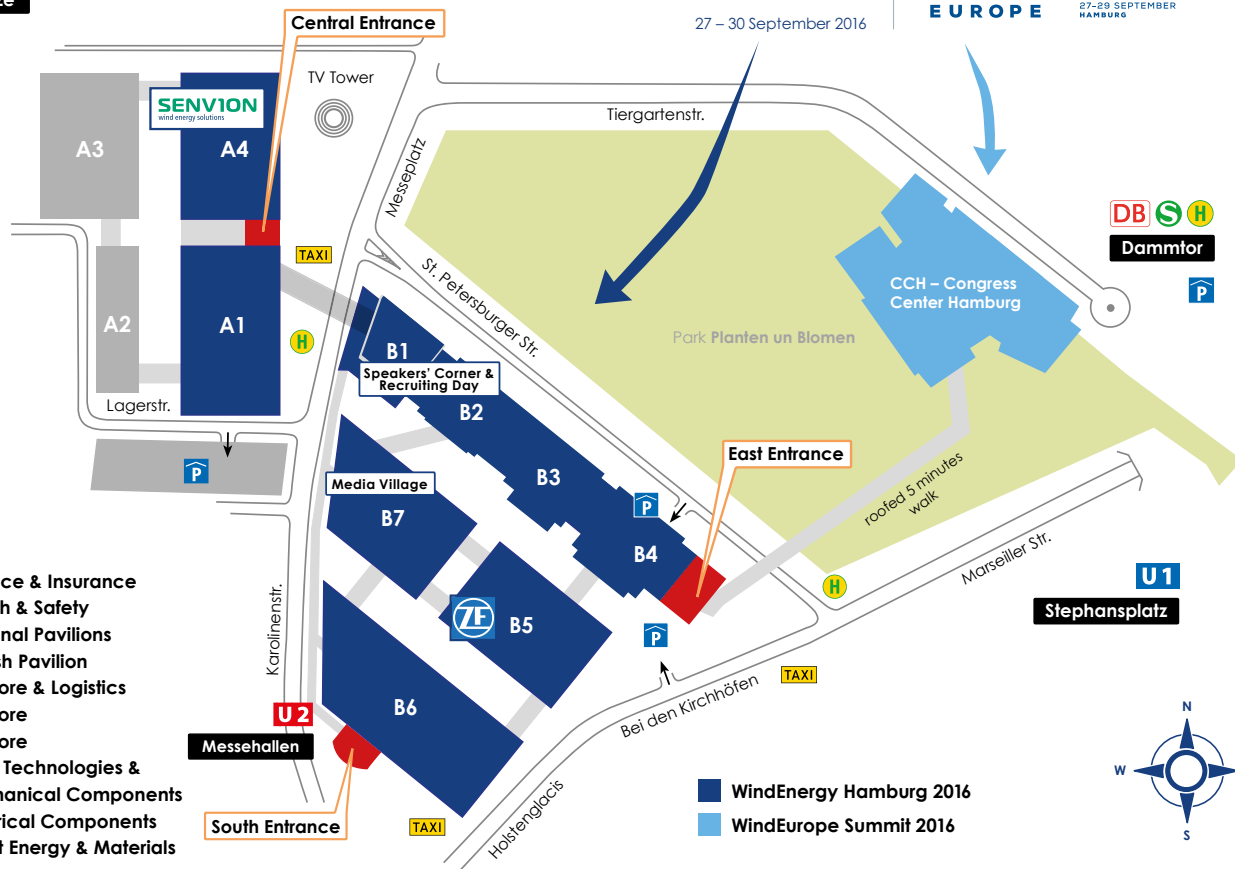 Central Entrance
27 – 30 September 2016
EUROPE
27–29 SEPTEMBER
HAMBURG
TV Tower
SENVION
wind energy solutions
Tiergartenstr.
A3
A4
Messeplatz
DB S H
Dammtor
P
TAXI
St. Petersburger Str.
CCH – Congress
Center Hamburg
A2
A1
H
Park Planten un Blomen
B1
Speakers' Corner &
Recruiting Day
B2
Lagerstr.
P
East Entrance
B3
Media Village
B7
P
roofed 5 minutes
walk
B4
Marseiller Str.
H
U1
Stephansplatz
ce & Insurance
h & Safety
nal Pavilions
sh Pavilion
ore & Logistics
ore
ore
Technologies &
hanical Components
rical Components
t Energy & Materials
Karolinenstr.
ZF
B5
P
TAXI
B6
U2
Messehallen
Bei den Kirchhöfen
South Entrance
TAXI
Holstenglacis
WindEnergy Hamburg 2016
WindEurope Summit 2016
N
W
S